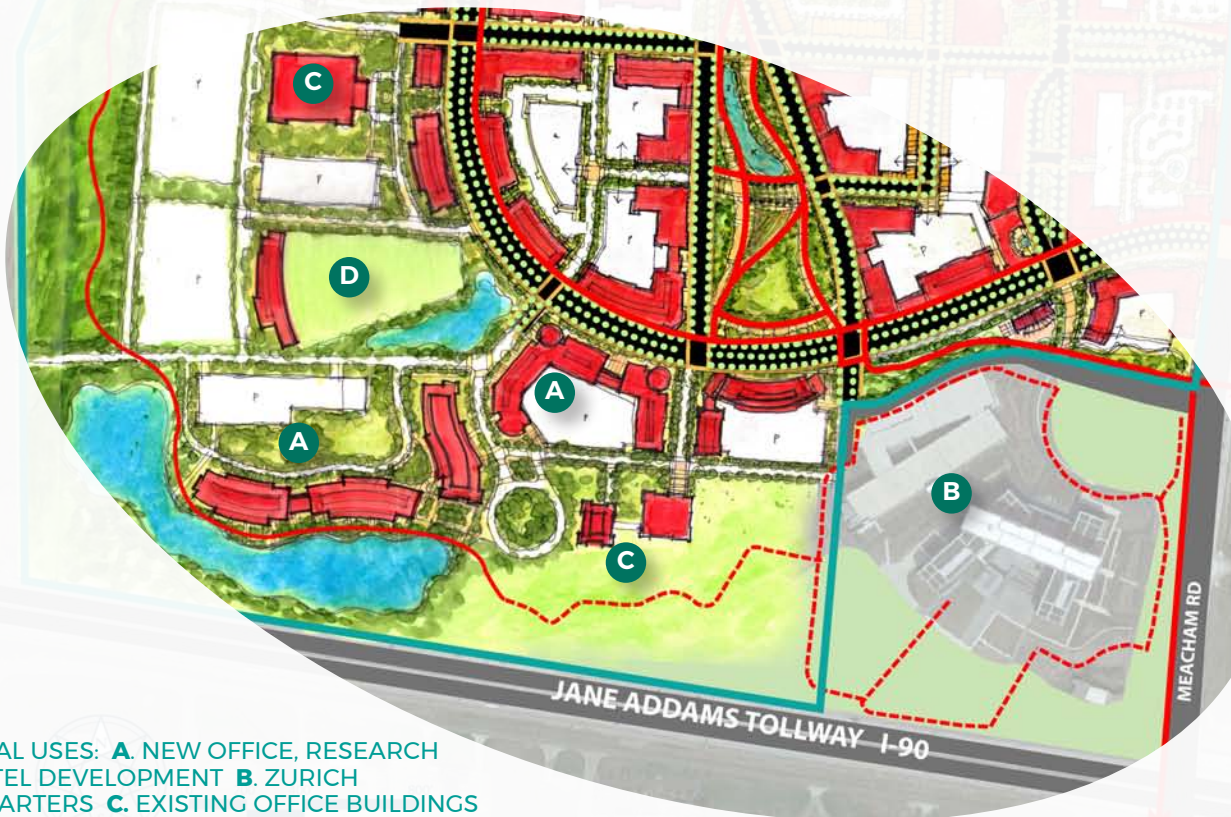 C
D
A
A
B
C
P
P
P
P
P
P
JANE ADDAMS TOLLWAY I-90
MEACHAM RD
AL USES: A. NEW OFFICE, RESEARCH
TEL DEVELOPMENT B. ZURICH
ARTERS C. EXISTING OFFICE BUILDINGS